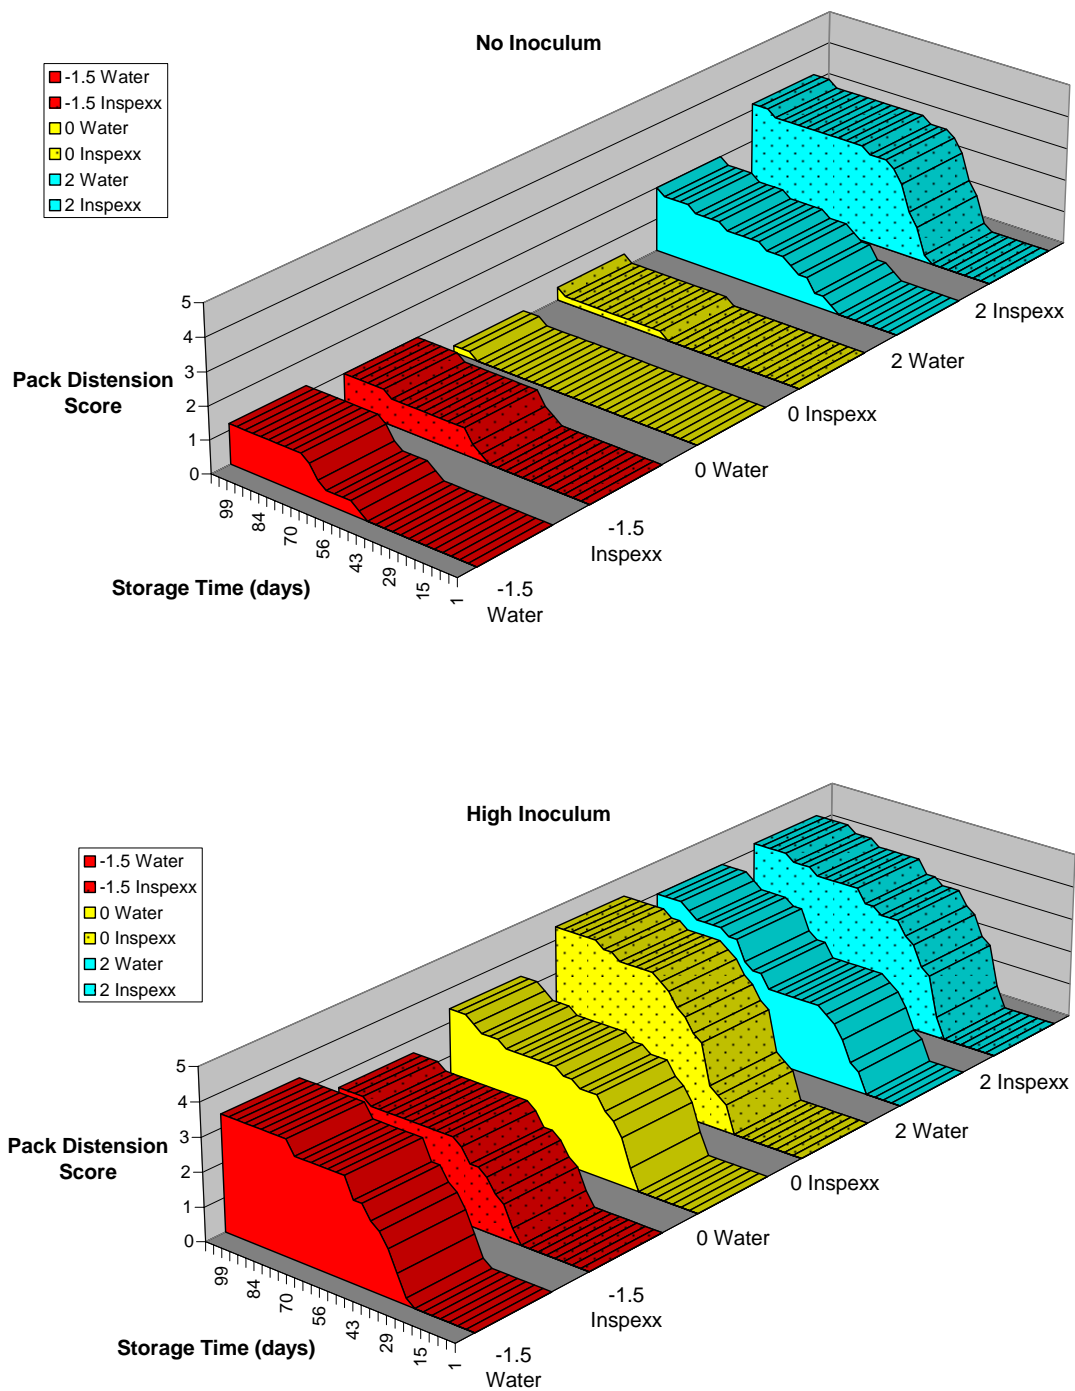 No Inoculum
-1.5 Water
-1.5 Inspexx
0 Water
0 Inspexx
2 Water
2 Inspexx
5
4
3
2
1
0
Pack Distension
Score
99
84
70
56
43
29
15
1
Storage Time (days)
-1.5
Water
-1.5
Inspexx
0 Water
0 Inspexx
2 Water
2 Inspexx
High Inoculum
-1.5 Water
-1.5 Inspexx
0 Water
0 Inspexx
2 Water
2 Inspexx
5
4
3
2
1
0
Pack Distension
Score
99
84
70
56
43
29
15
1
Storage Time (days)
-1.5
Water
-1.5
Inspexx
0 Water
0 Inspexx
2 Water
2 Inspexx